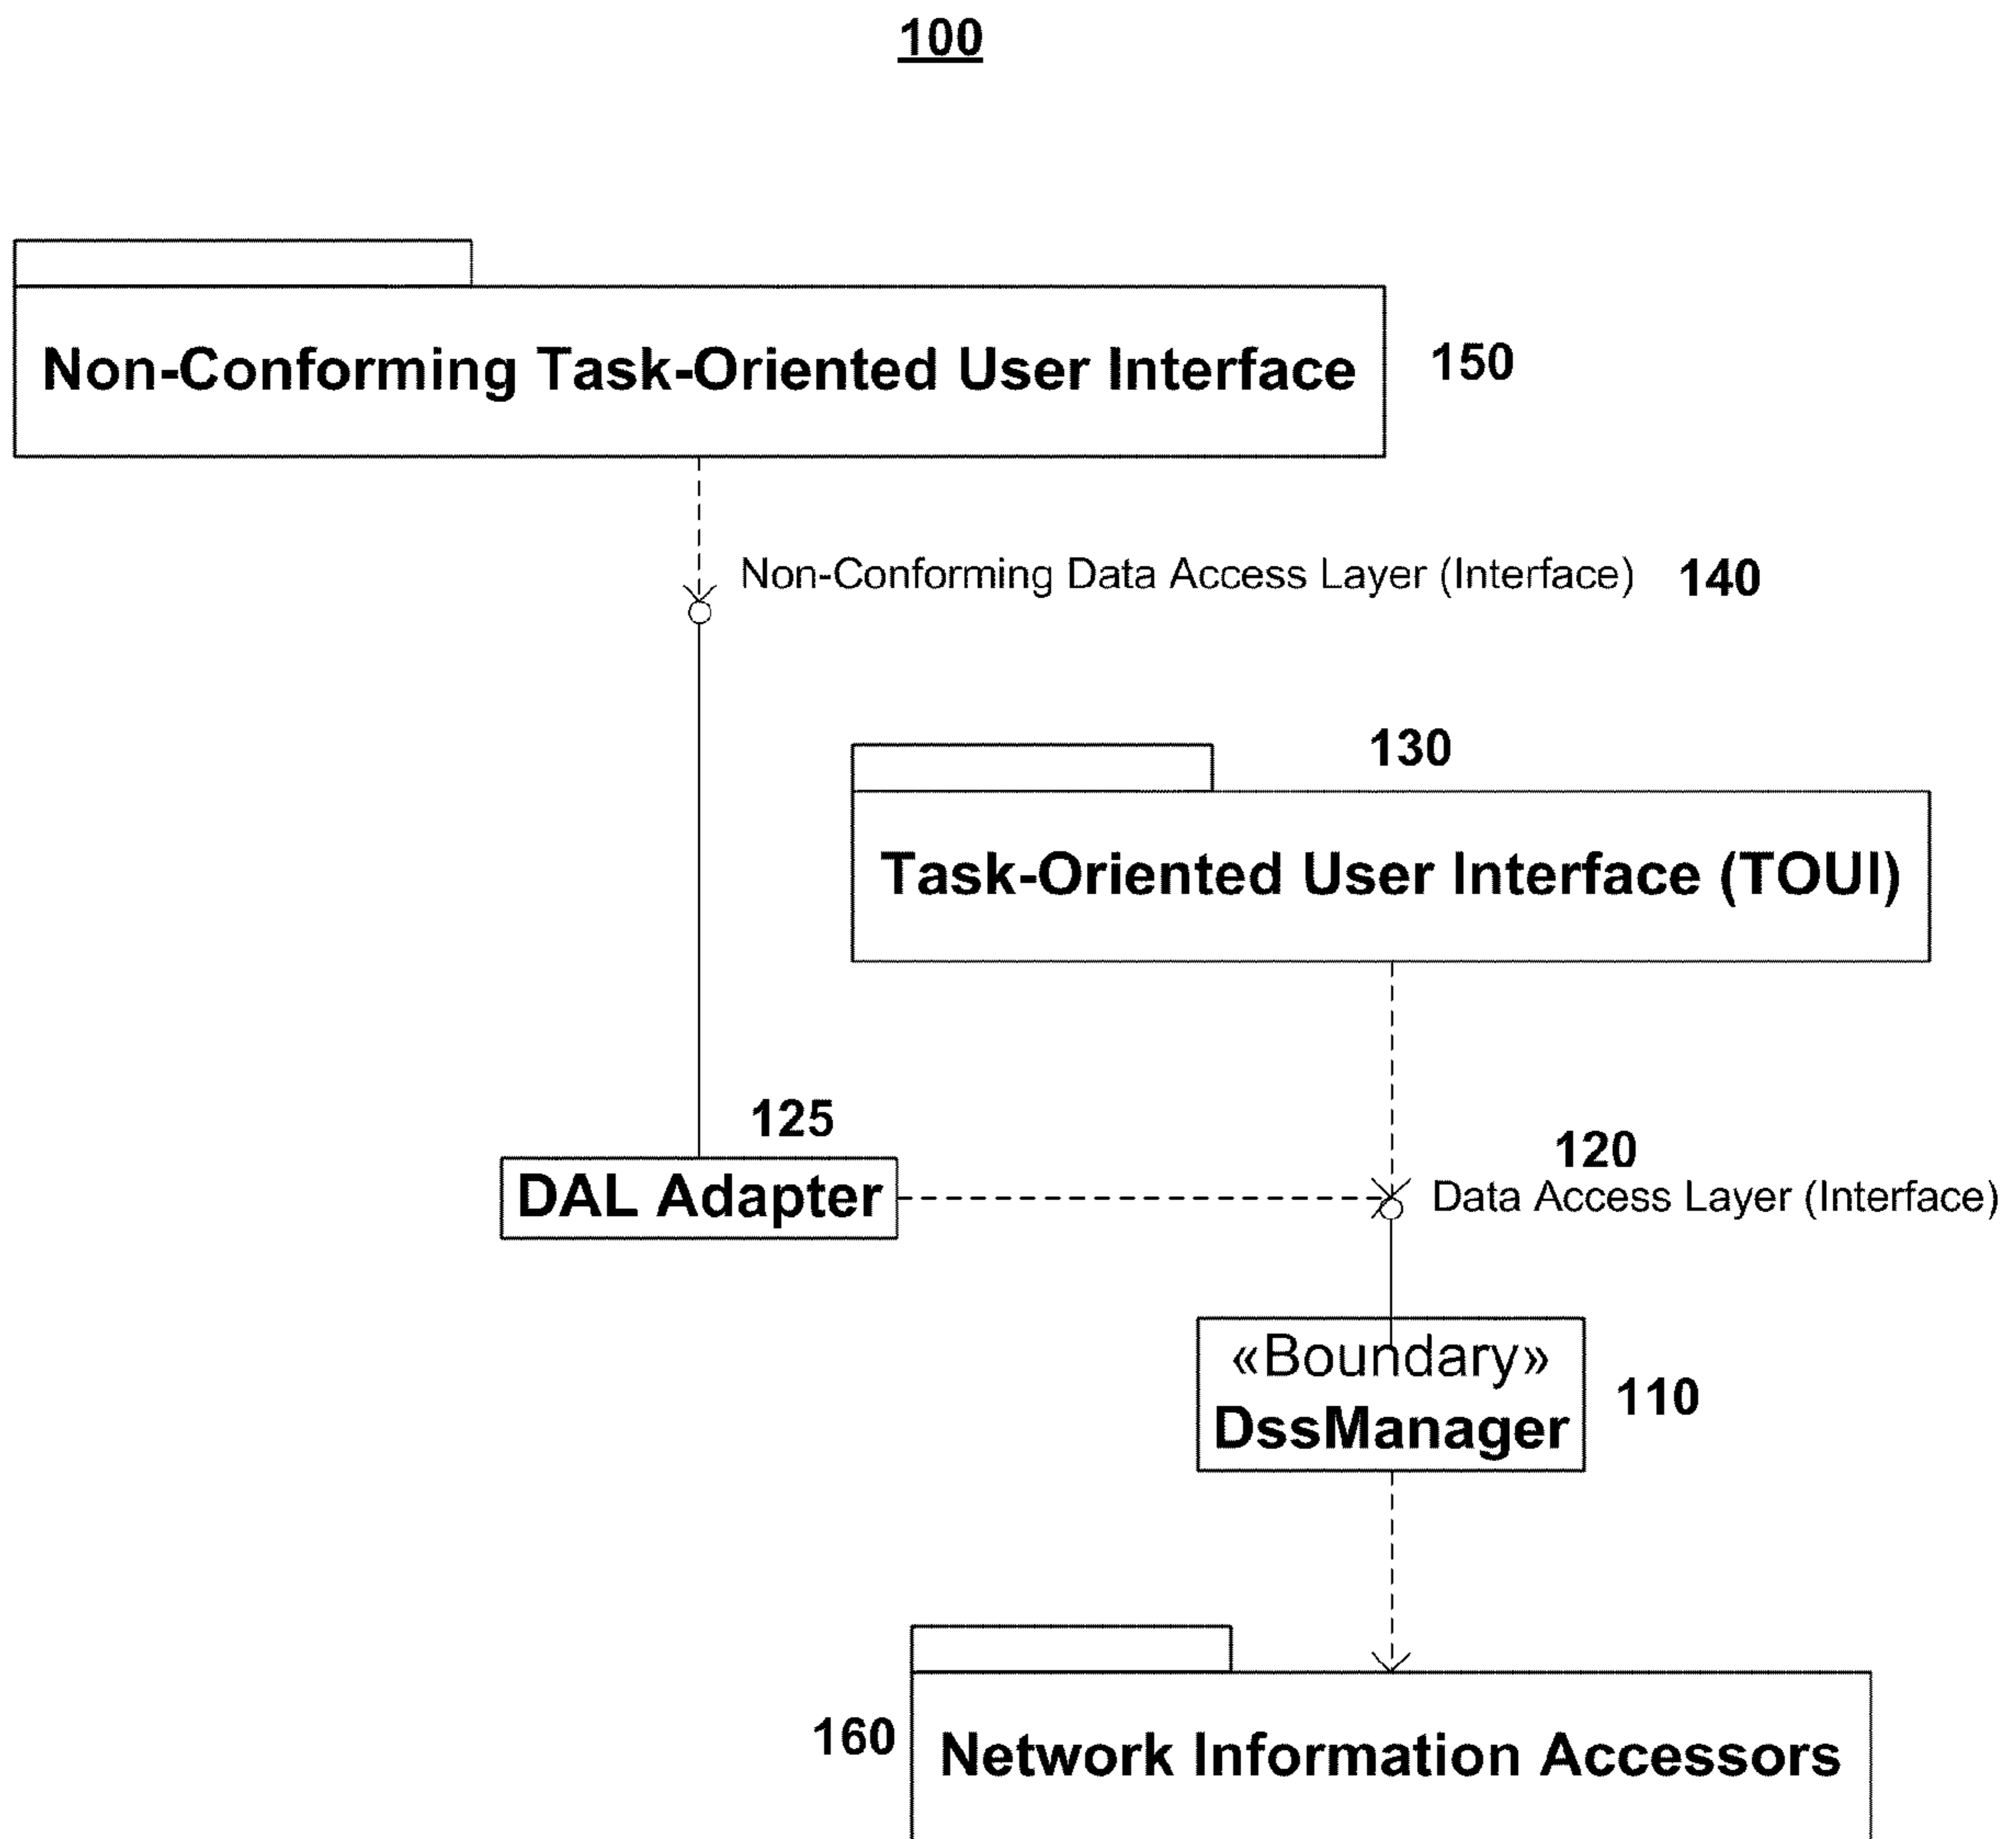 100
Non-Conforming Task-Oriented User Interface
150
Non-Conforming Data Access Layer (Interface)
140
130
Task-Oriented User Interface (TOUI)
125
DAL Adapter
120
Data Access Layer (Interface)
«Boundary»
DssManager
110
160
Network Information Accessors